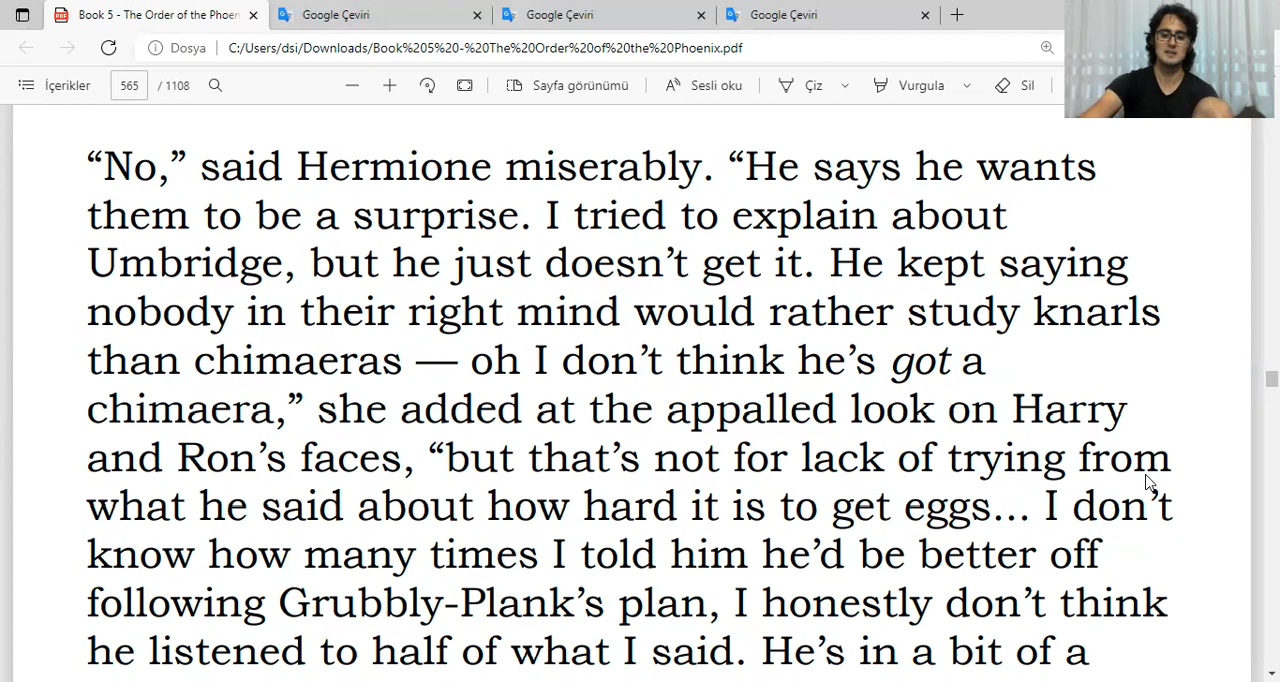 Book 5 - The Order of the Phoen
Google Çeviri
Google Çeviri
Google Çeviri
Dosya
C:/Users/dsi/Downloads/Book%205%20-%20The%20Order%20of%20the%20Phoenix.pdf
İçerikler
565
/ 1108
Sayfa görünümü
Sesli oku
Çiz
Vurgula
Sil
“No,” said Hermione miserably. “He says he wants
them to be a surprise. I tried to explain about
Umbridge, but he just doesn’t get it. He kept saying
nobody in their right mind would rather study knarls
than chimaeras — oh I don’t think he’s got a
chimaera,” she added at the appalled look on Harry
and Ron’s faces, “but that’s not for lack of trying from
what he said about how hard it is to get eggs... I don’t
know how many times I told him he’d be better off
following Grubbly-Plank’s plan, I honestly don’t think
he listened to half of what I said. He’s in a bit of a